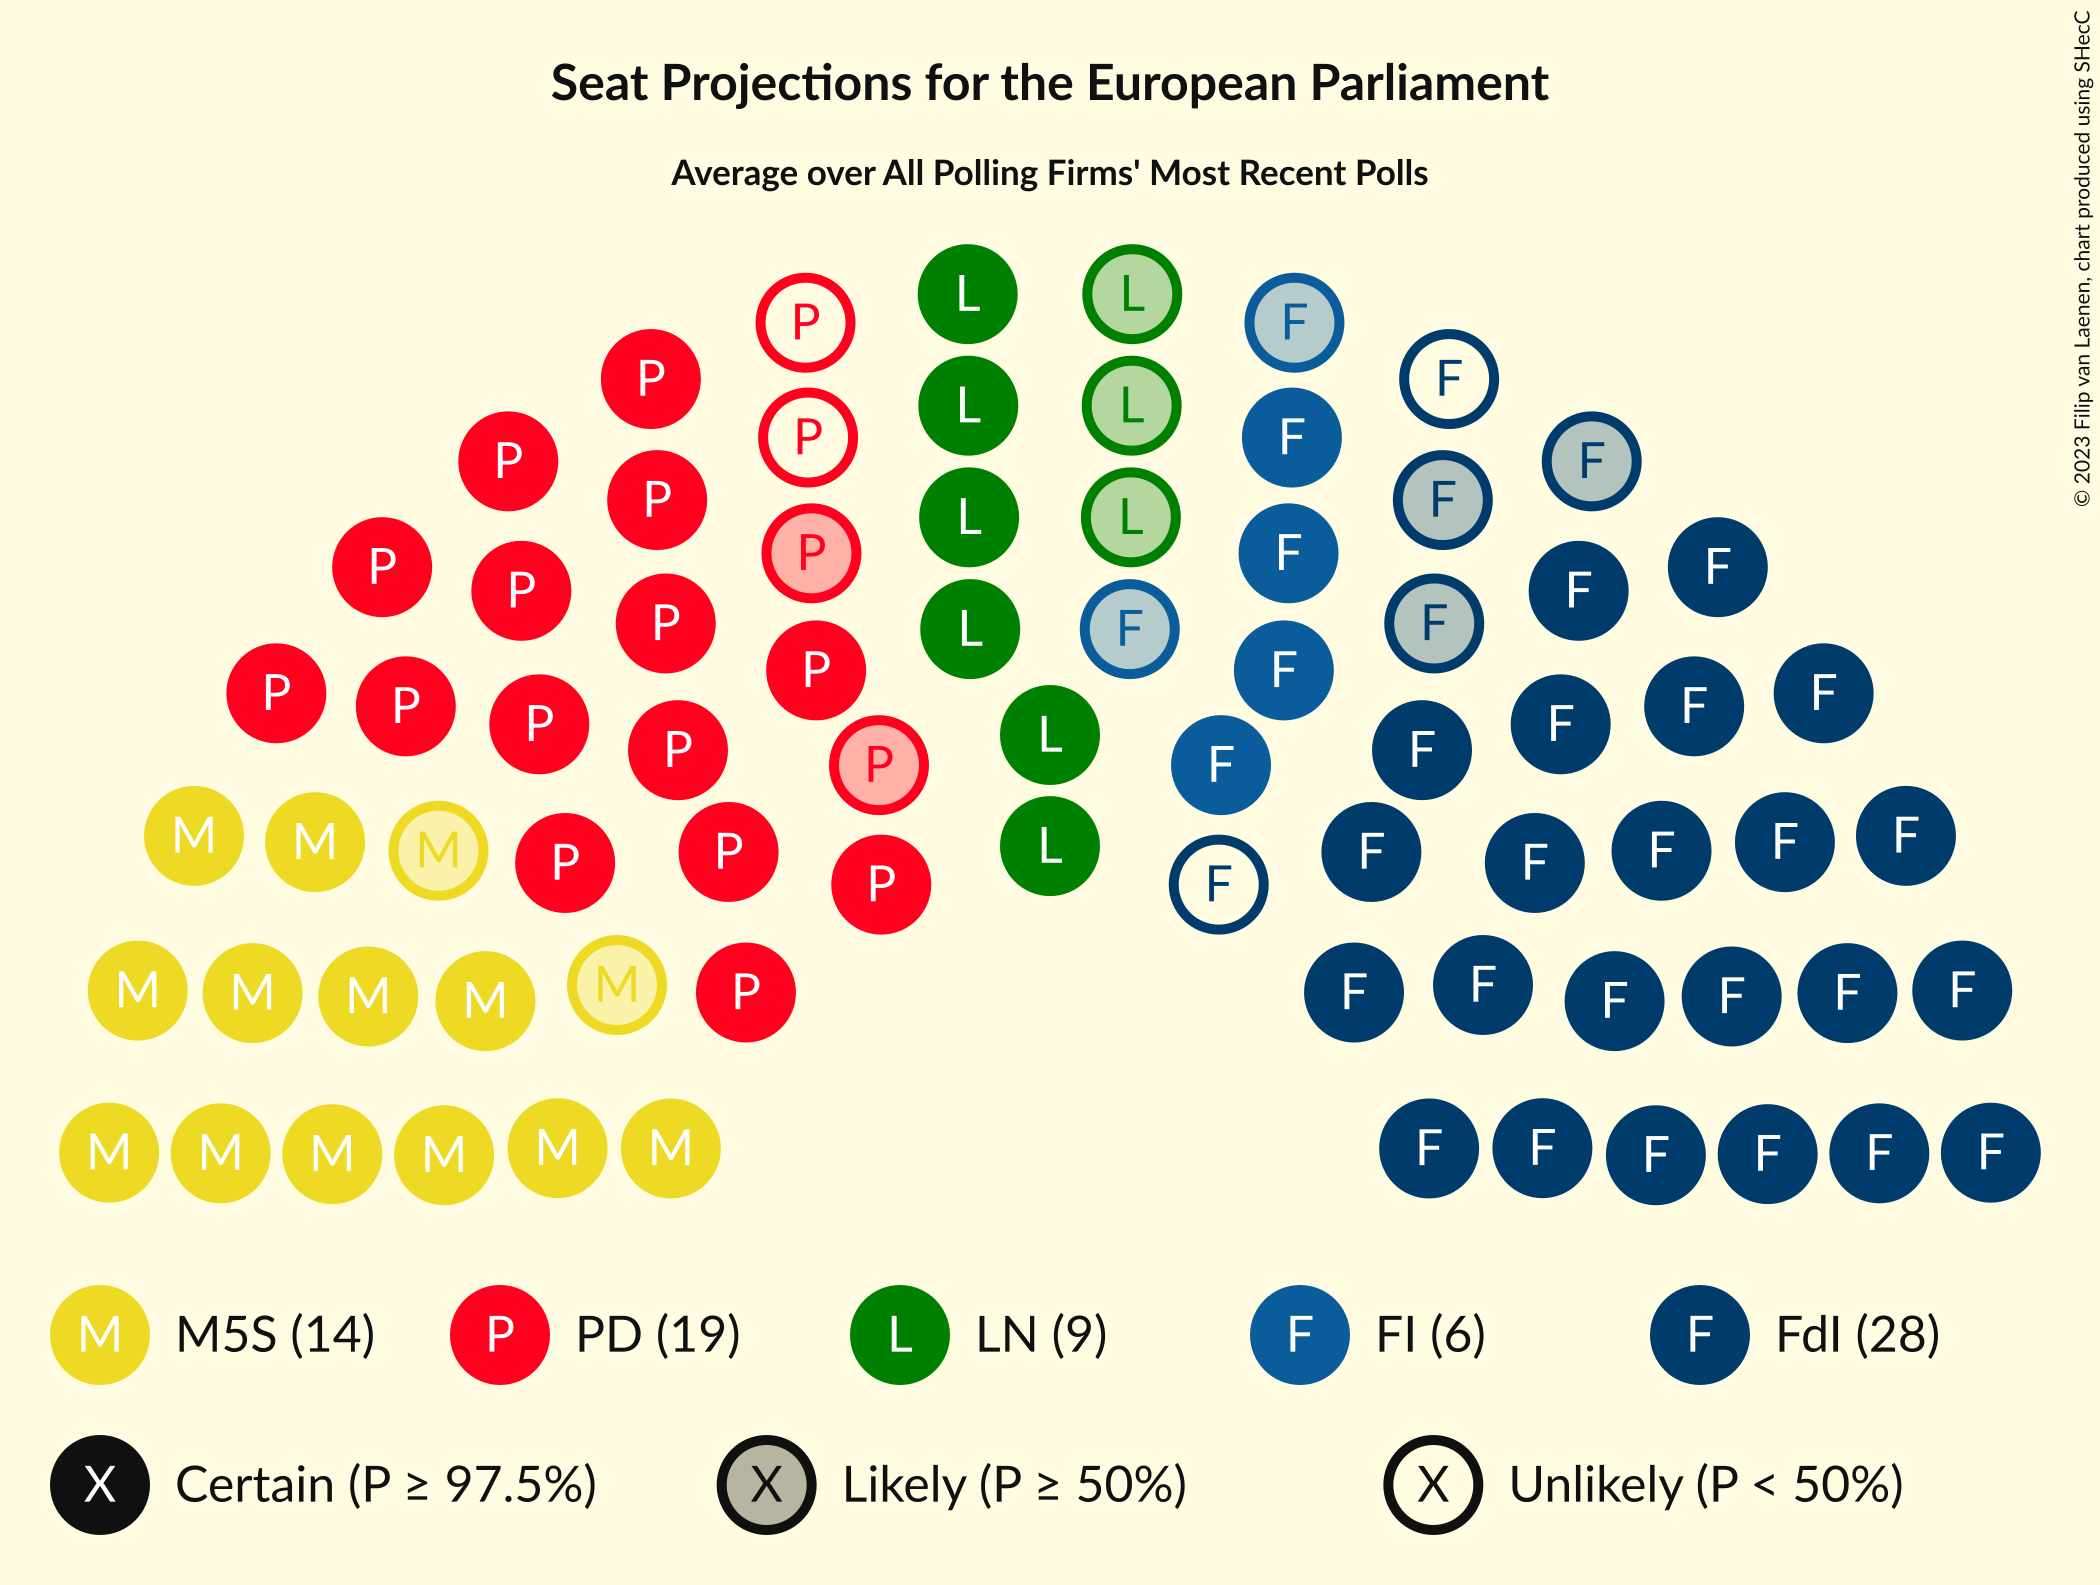 Seat Projections for the European Parliament
Average over All Polling Firms' Most Recent Polls
© 2023 Filip van Laenen, chart produced using SHecC
L L
P F
P F
L L
P F
P F
P P F F
L L
P F
P F
P P F F
P F
L F
P F
P P F F
P P F F
L
P P F F
P F
M M F F
M M L F F
P P F F
P F
M M M M M P F F F F F F
M M M M M M F F F F F F
M M5S (14) P PD (19) L LN (9) F FI (6) F FdI (28)
X Certain (P ≥ 97.5%) X Likely (P ≥ 50%) X Unlikely (P < 50%)